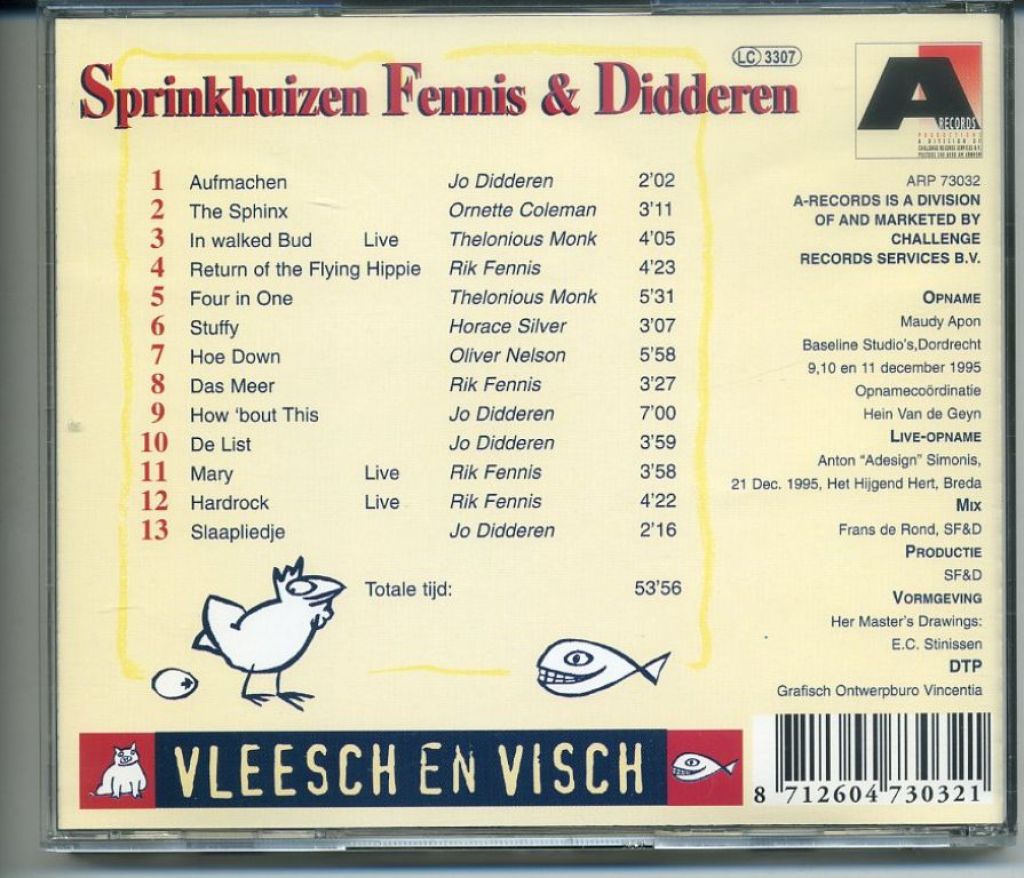 LC 3307
Sprinkhuizen Fennis & Didderen
A
RECORDS
PRODUCTIONS
A DIVISION OF
CHALLENGE RECORDS SERVICES B.V.
1 Aufmachen Jo Didderen 2'02
2 The Sphinx Ornette Coleman 3'11
3 In walked Bud Live Thelonious Monk 4'05
4 Return of the Flying Hippie Rik Fennis 4'23
5 Four in One Thelonious Monk 5'31
6 Stuffy Horace Silver 3'07
7 Hoe Down Oliver Nelson 5'58
8 Das Meer Rik Fennis 3'27
9 How 'bout This Jo Didderen 7'00
10 De List Jo Didderen 3'59
11 Mary Live Rik Fennis 3'58
12 Hardrock Live Rik Fennis 4'22
13 Slaapliedje Jo Didderen 2'16
Totale tijd: 53'56
ARP 73032
A-RECORDS IS A DIVISION
OF AND MARKETED BY
CHALLENGE
RECORDS SERVICES B.V.
OPNAME
Maudy Apon
Baseline Studio's,Dordrecht
9,10 en 11 december 1995
Opnamecoördinatie
Hein Van de Geyn
LIVE-OPNAME
Anton "Adesign" Simonis,
21 Dec. 1995, Het Hijgend Hert, Breda
MIX
Frans de Rond, SF&D
PRODUCTIE
SF&D
VORMGEVING
Her Master's Drawings:
E.C. Stinissen
DTP
Grafisch Ontwerpburo Vincentia
VLEESCH EN VISCH
8 712604 730321